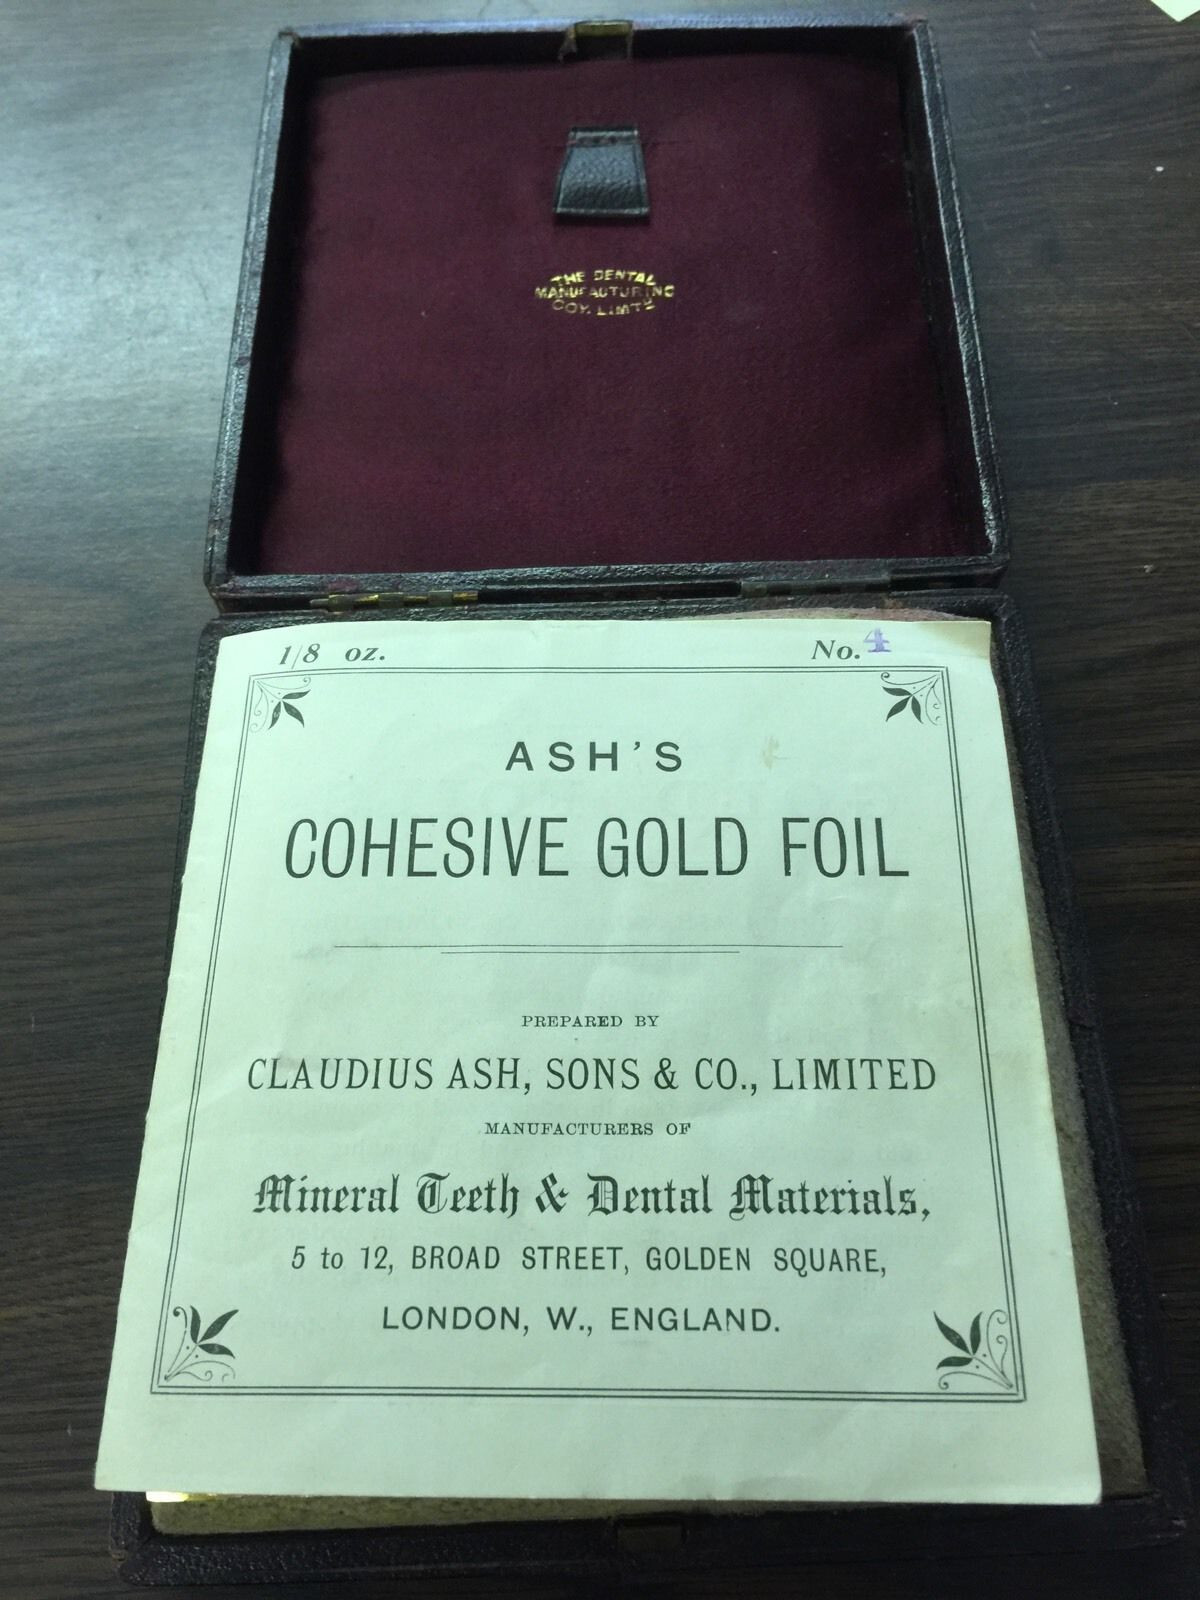 THE DENTAL
MANUFACTURING
COY. LIMTD
1/8 oz. No. 4
ASH'S
COHESIVE GOLD FOIL
PREPARED BY
CLAUDIUS ASH, SONS & CO., LIMITED
MANUFACTURERS OF
Mineral Teeth & Dental Materials,
5 to 12, BROAD STREET, GOLDEN SQUARE,
LONDON, W., ENGLAND.